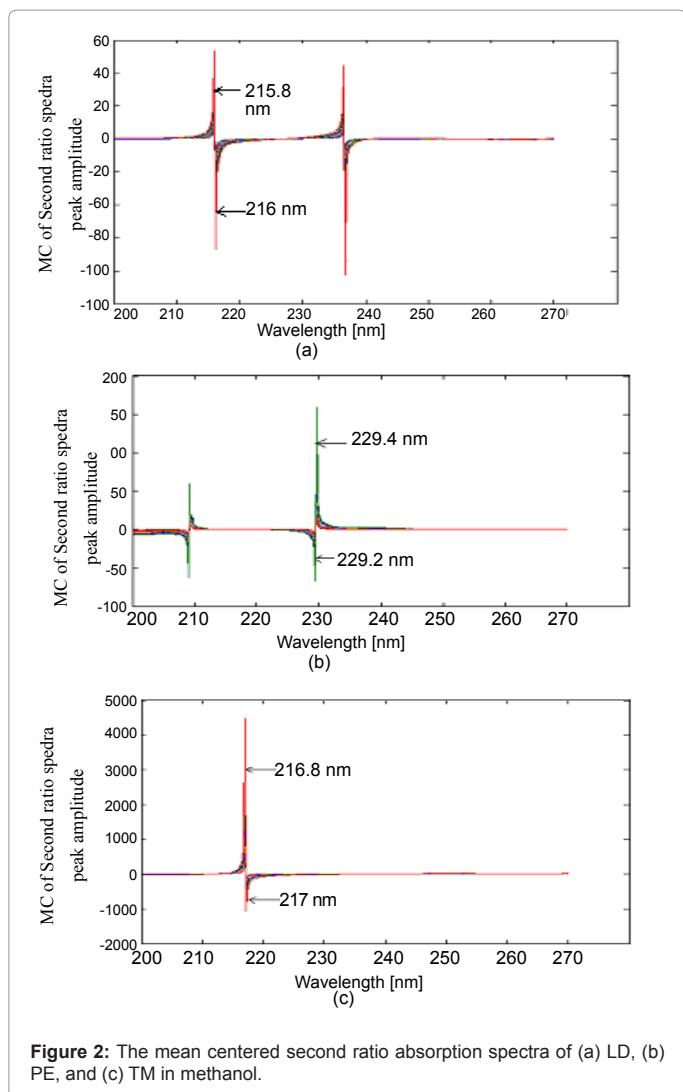 MC of Second ratio spedra
peak amplitude
60
40
20
0
-20
-40
-60
-80
-100
215.8
nm
216 nm
200 210 220 230 240 250 260 270
Wavelength [nm]
(a)
MC of Second ratio spedra
peak amplitude
200
50
00
50
0
-50
-100
229.4 nm
229.2 nm
200 210 220 230 240 250 260 270
Wavelength [nm]
(b)
MC of Second ratio spedra
peak amplitude
5000
4000
3000
2000
1000
0
-1000
-2000
216.8 nm
217 nm
200 210 220 230 240 250 260 270
Wavelength [nm]
(c)
Figure 2: The mean centered second ratio absorption spectra of (a) LD, (b)
PE, and (c) TM in methanol.